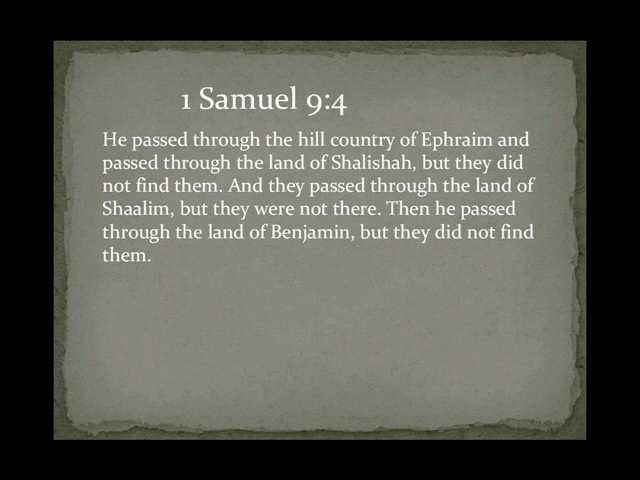 1 Samuel 9:4
He passed through the hill country of Ephraim and
passed through the land of Shalishah, but they did
not find them. And they passed through the land of
Shaalim, but they were not there. Then he passed
through the land of Benjamin, but they did not find
them.